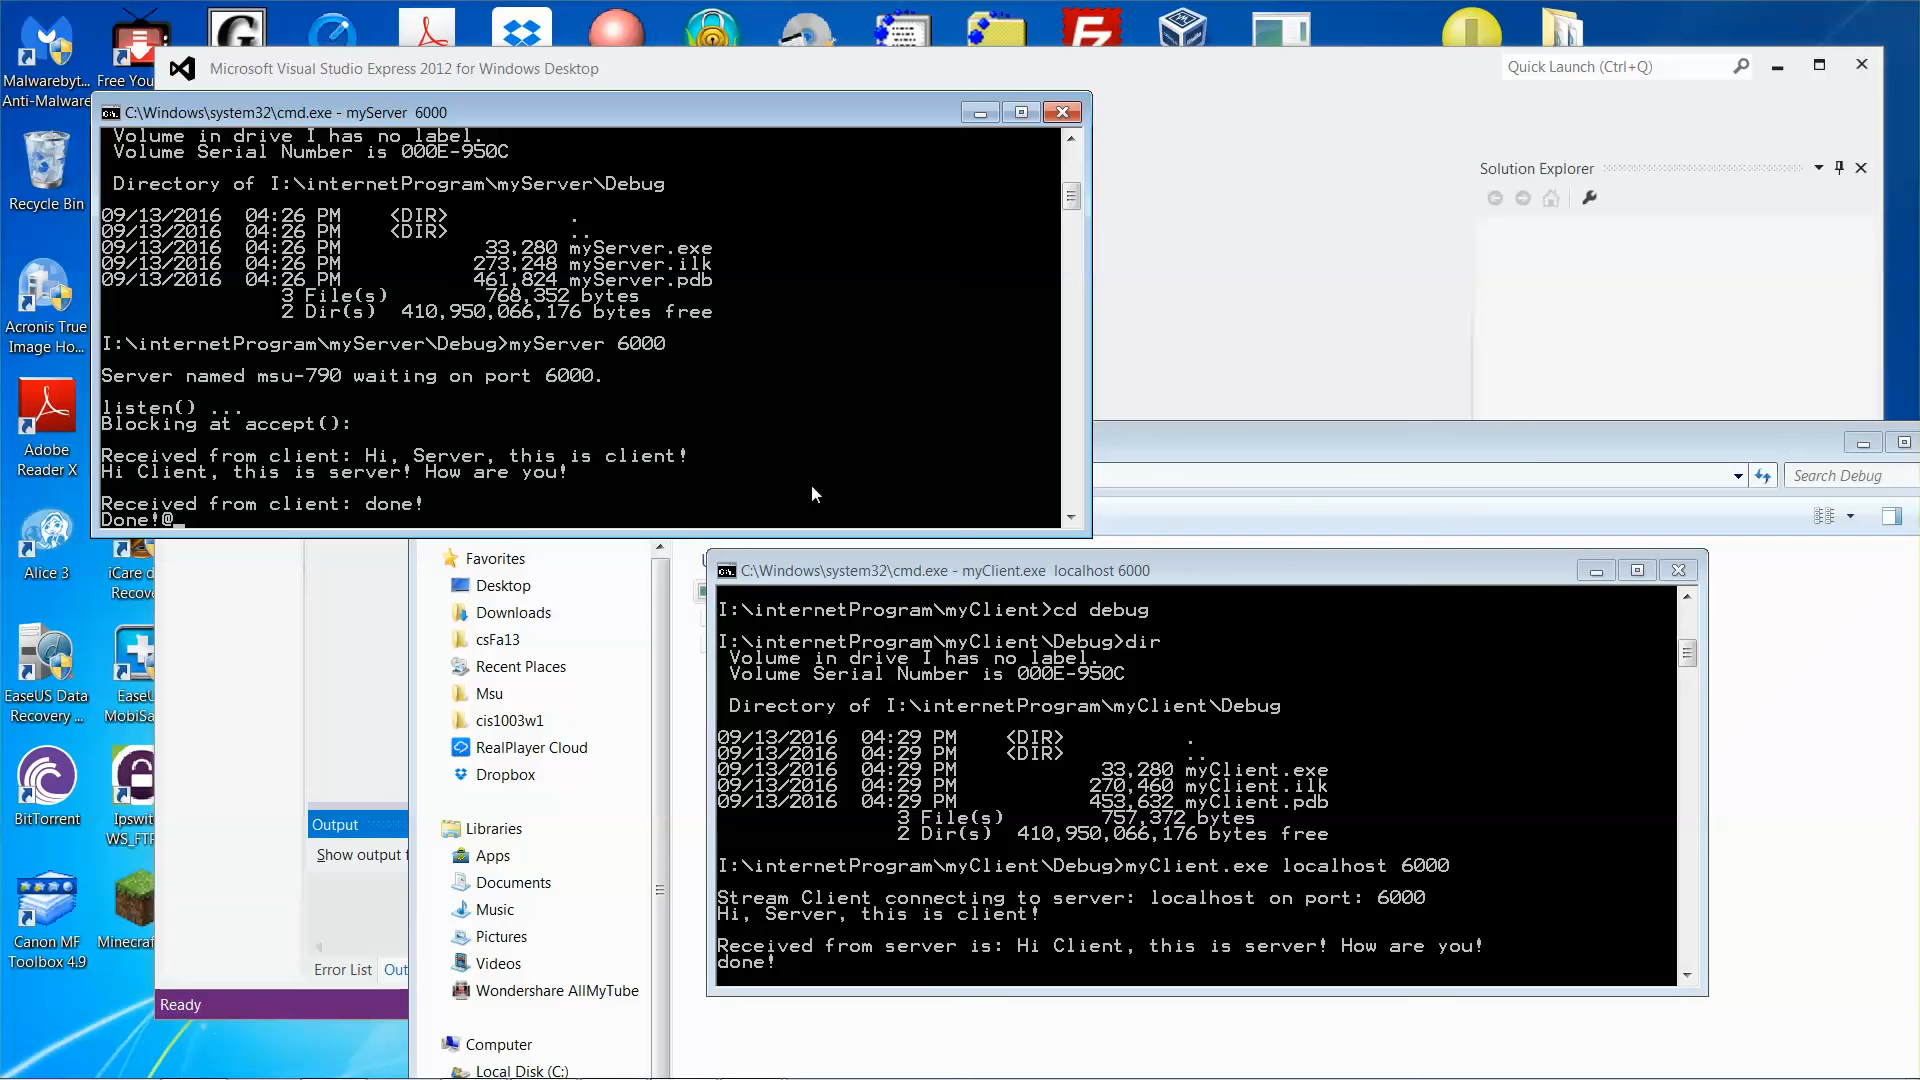 Malwareby... Anti-Malware
Free You
Microsoft Visual Studio Express 2012 for Windows Desktop
Quick Launch (Ctrl+Q)
C:\Windows\system32\cmd.exe - myServer  6000
Volume in drive I has no label.
Volume Serial Number is 000E-950C
Directory of I:\internetProgram\myServer\Debug
09/13/2016  04:26 PM    <DIR>          .
09/13/2016  04:26 PM    <DIR>          ..
09/13/2016  04:26 PM            33,280 myServer.exe
09/13/2016  04:26 PM           273,248 myServer.ilk
09/13/2016  04:26 PM           461,824 myServer.pdb
3 File(s)        768,352 bytes
2 Dir(s)  410,950,066,176 bytes free
I:\internetProgram\myServer\Debug>myServer 6000
Server named msu-790 waiting on port 6000.
listen() ...
Blocking at accept():
Received from client: Hi, Server, this is client!
Hi Client, this is server! How are you!
Received from client: done!
Done!@_
Solution Explorer
Search Debug
Recycle Bin
Acronis True
Image Ho...
Adobe
Reader X
Alice 3
iCare d
Recove
EaseUS Data
Recovery ...
EaseU
MobiSa
BitTorrent
Ipswit
WS_FTF
Canon MF
Toolbox 4.9
Minecraf
Output
Show output f
Error List
Out
Ready
Favorites
Desktop
Downloads
csFa13
Recent Places
Msu
cis1003w1
RealPlayer Cloud
Dropbox
Libraries
Apps
Documents
Music
Pictures
Videos
Wondershare AllMyTube
Computer
Local Disk (C:)
C:\Windows\system32\cmd.exe - myClient.exe  localhost 6000
I:\internetProgram\myClient>cd debug
I:\internetProgram\myClient\Debug>dir
Volume in drive I has no label.
Volume Serial Number is 000E-950C
Directory of I:\internetProgram\myClient\Debug
09/13/2016  04:29 PM    <DIR>          .
09/13/2016  04:29 PM    <DIR>          ..
09/13/2016  04:29 PM            33,280 myClient.exe
09/13/2016  04:29 PM           270,460 myClient.ilk
09/13/2016  04:29 PM           453,632 myClient.pdb
3 File(s)        757,372 bytes
2 Dir(s)  410,950,066,176 bytes free
I:\internetProgram\myClient\Debug>myClient.exe localhost 6000
Stream Client connecting to server: localhost on port: 6000
Hi, Server, this is client!
Received from server is: Hi Client, this is server! How are you!
done!